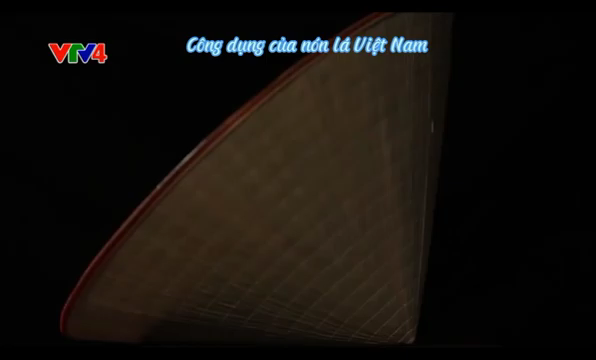 VTV4
Công dụng của nón lá Việt Nam